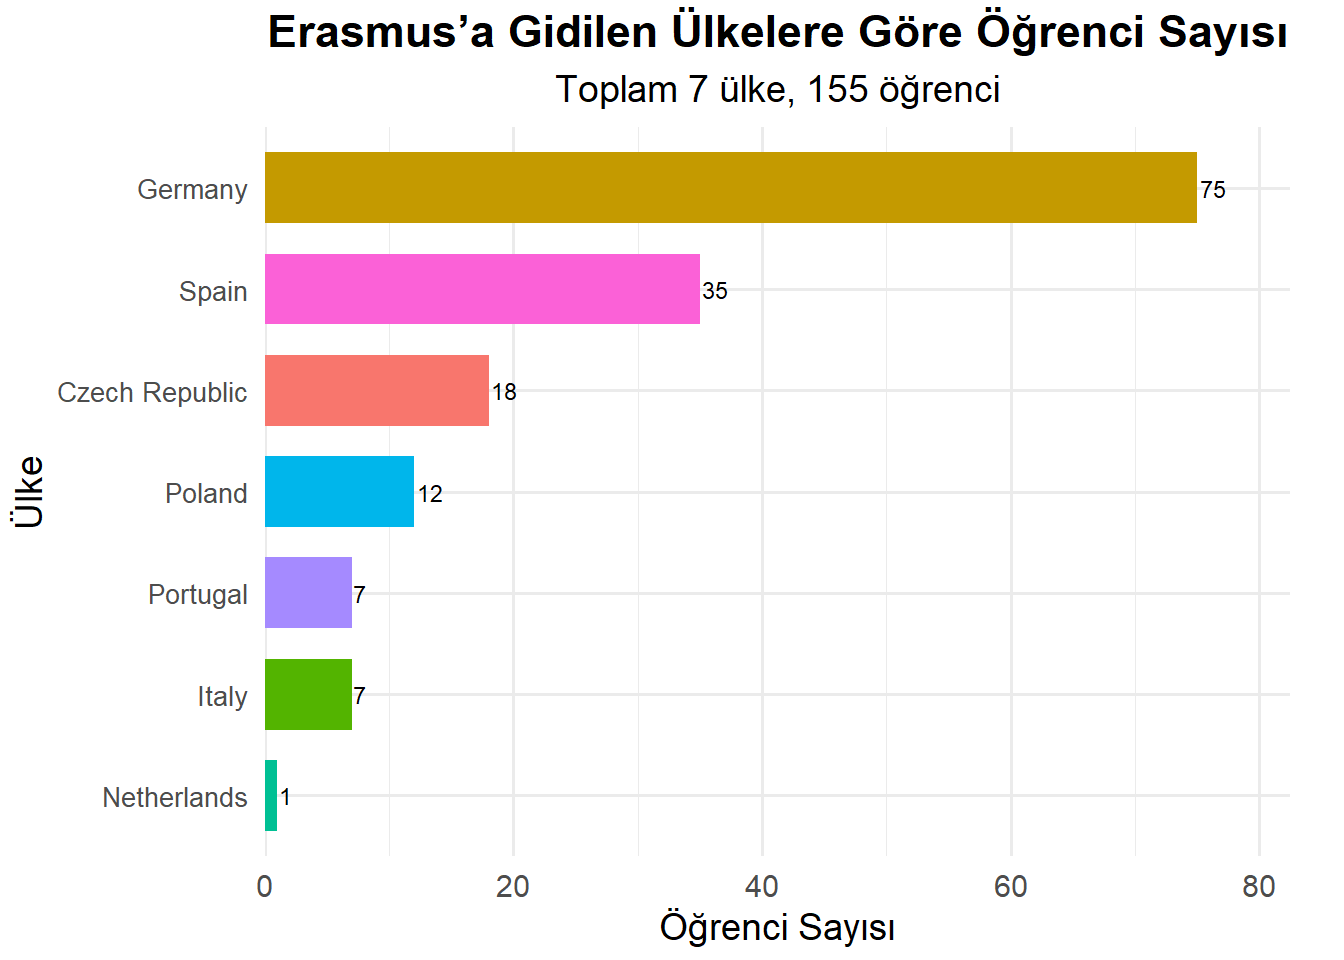 Erasmus’a Gidilen Ülkelere Göre Öğrenci Sayısı
Toplam 7 ülke, 155 öğrenci
Ülke
Germany 75
Spain 35
Czech Republic 18
Poland 12
Portugal 7
Italy 7
Netherlands 1
0 20 40 60 80
Öğrenci Sayısı